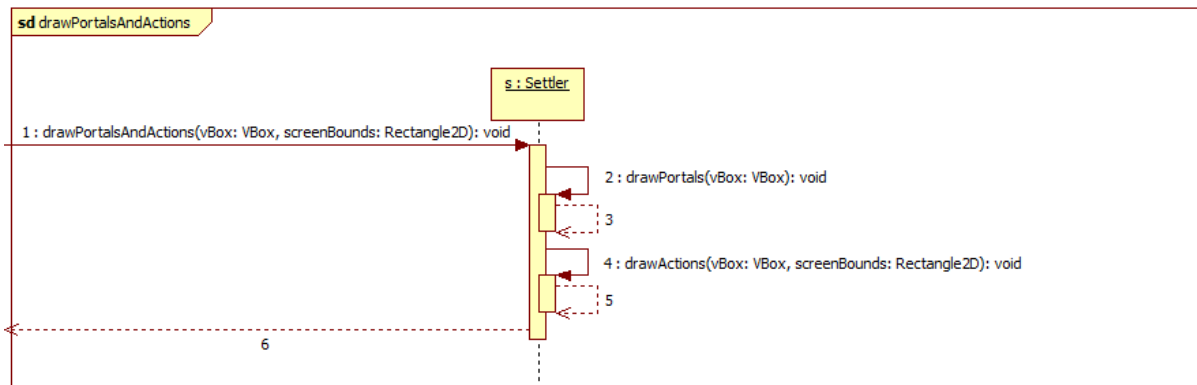 sd drawPortalsAndActions
s : Settler
1 : drawPortalsAndActions(vBox: VBox, screenBounds: Rectangle2D): void
2 : drawPortals(vBox: VBox): void
3
4 : drawActions(vBox: VBox, screenBounds: Rectangle2D): void
5
6